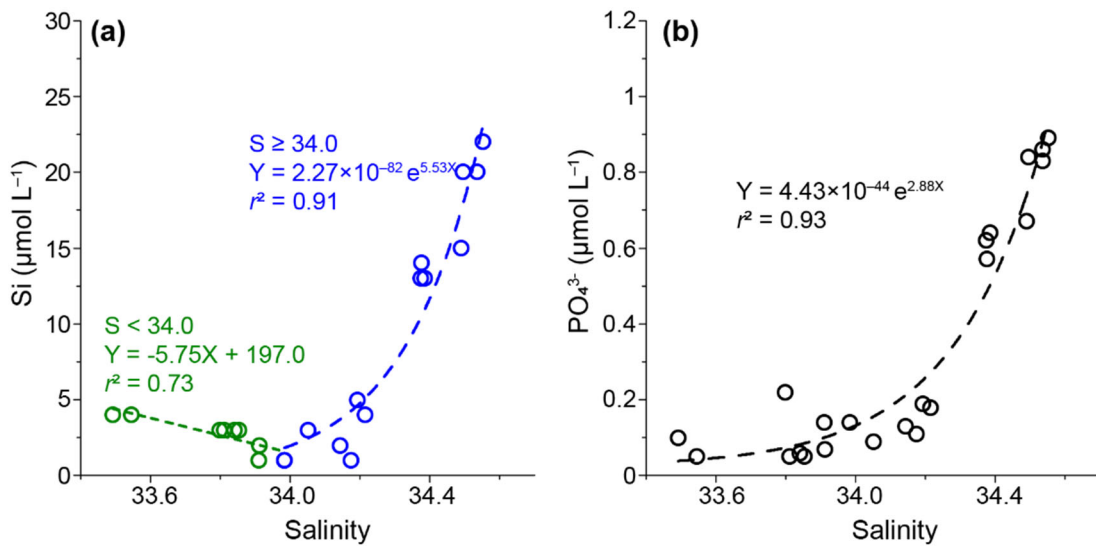 (a)
30
25
20
15
10
5
0
Si (µmol L⁻¹)
S ≥ 34.0
Y = 2.27×10⁻⁸² e⁵·⁵³ˣ
r² = 0.91
S < 34.0
Y = -5.75X + 197.0
r² = 0.73
33.6 34.0 34.4
Salinity
(b)
1.2
1
0.8
0.6
0.4
0.2
0
PO₄³⁻ (µmol L⁻¹)
Y = 4.43×10⁻⁴⁴ e²·⁸⁸ˣ
r² = 0.93
33.6 34.0 34.4
Salinity